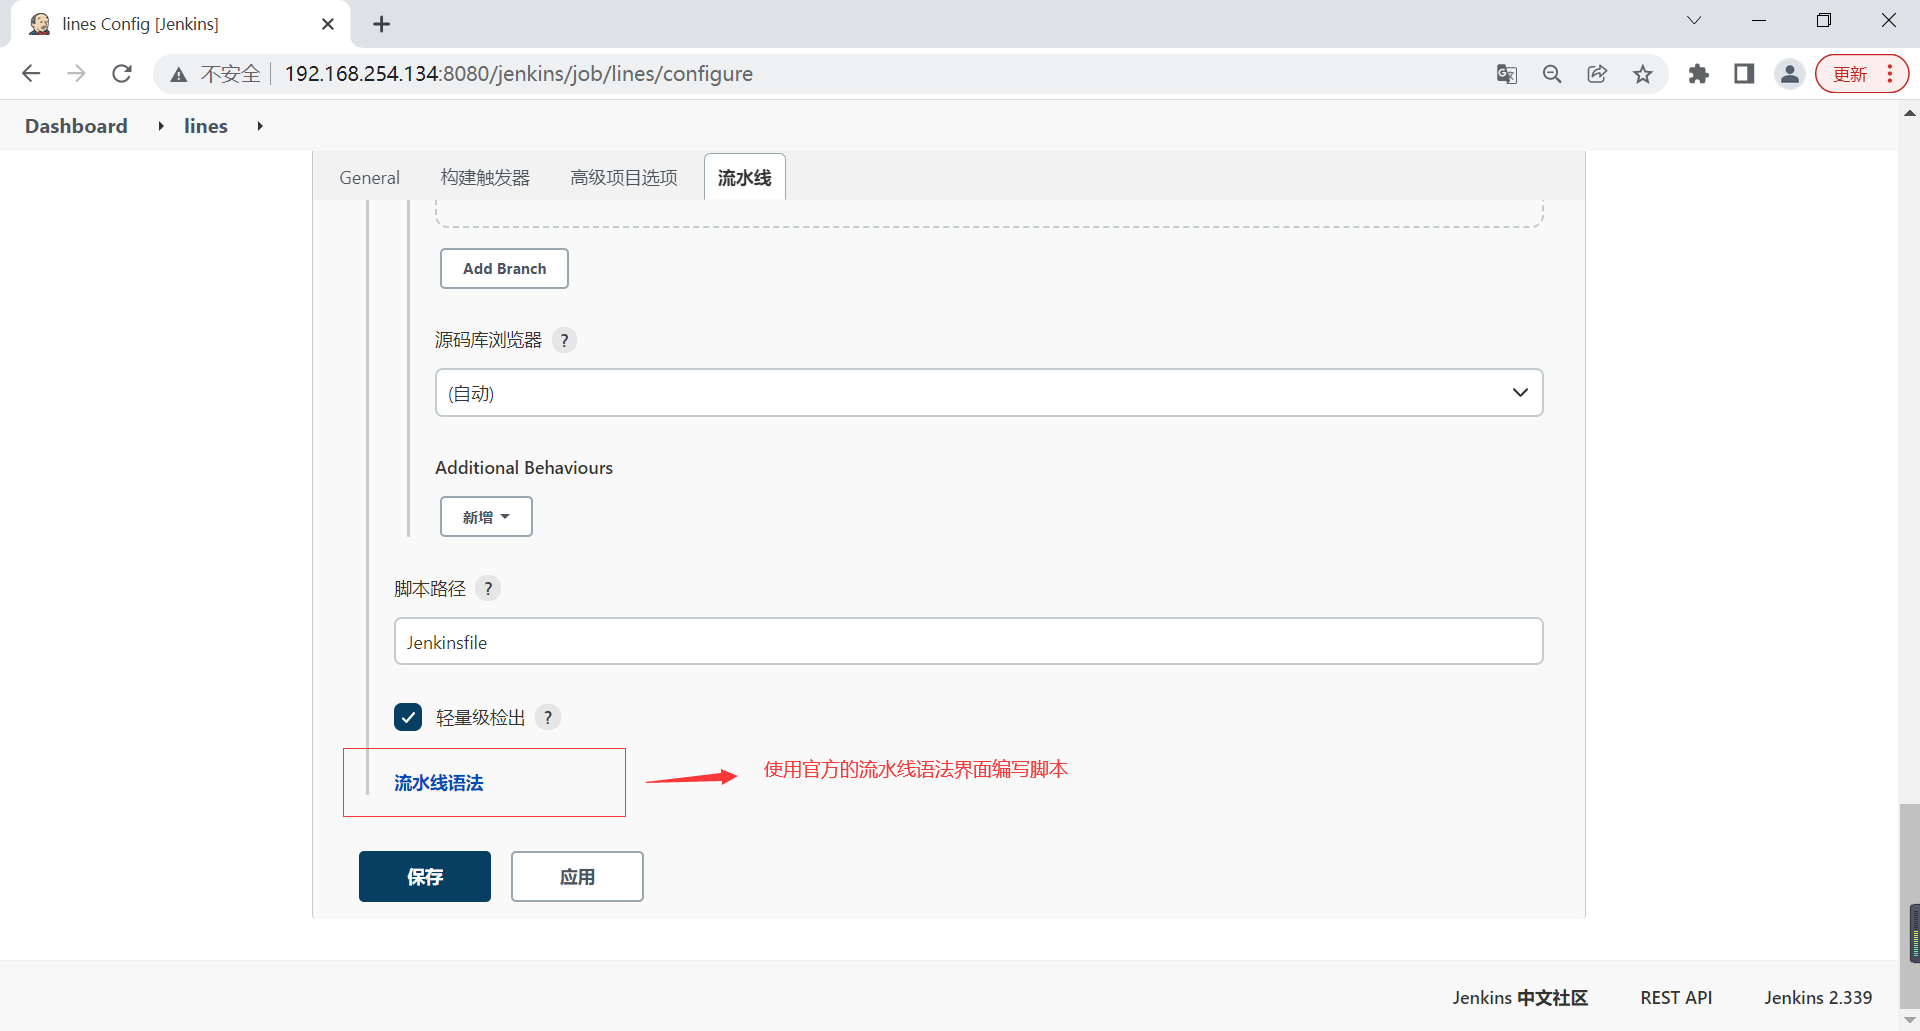 lines Config [Jenkins]
不安全 192.168.254.134:8080/jenkins/job/lines/configure
更新
Dashboard lines
General 构建触发器 高级项目选项 流水线
Add Branch
源码库浏览器 ?
(自动)
Additional Behaviours
新增
脚本路径 ?
Jenkinsfile
轻量级检出 ?
流水线语法
使用官方的流水线语法界面编写脚本
保存 应用
Jenkins 中文社区 REST API Jenkins 2.339